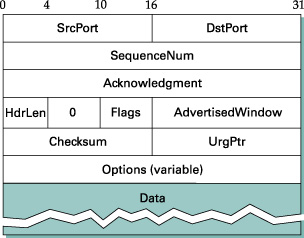 0 4 10 16 31
SrcPort DstPort
SequenceNum
Acknowledgment
HdrLen 0 Flags AdvertisedWindow
Checksum UrgPtr
Options (variable)
Data